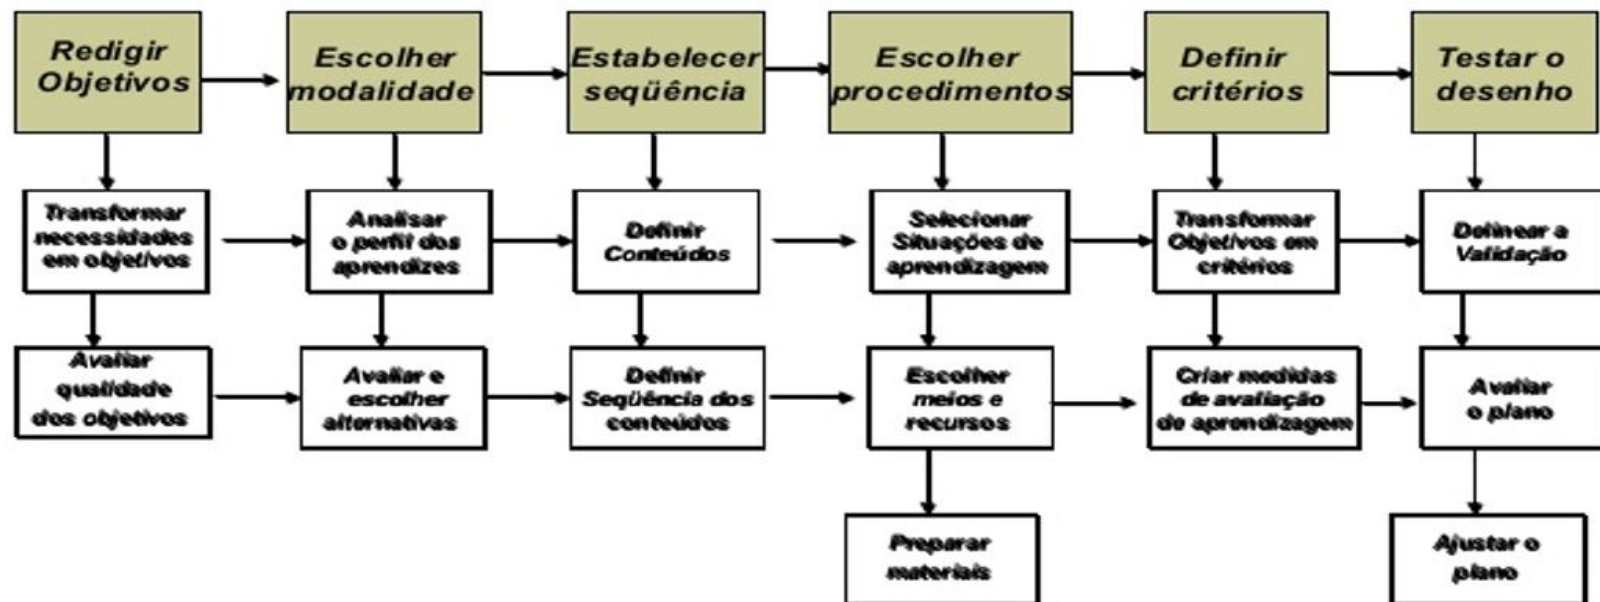 Redigir
Objetivos
Escolher
modalidade
Estabelecer
seqüência
Escolher
procedimentos
Definir
critérios
Testar o
desenho
Transformar
necessidades
em objetivos
Analisar
o perfil dos
aprendizes
Definir
Conteúdos
Selecionar
Situações de
aprendizagem
Transformar
Objetivos em
critérios
Delinear a
Validação
Avaliar
qualidade
dos objetivos
Avaliar e
escolher
alternativas
Definir
Seqüência dos
conteúdos
Escolher
meios e
recursos
Criar medidas
de avaliação
de aprendizagem
Avaliar
o plano
Preparar
materiais
Ajustar o
plano